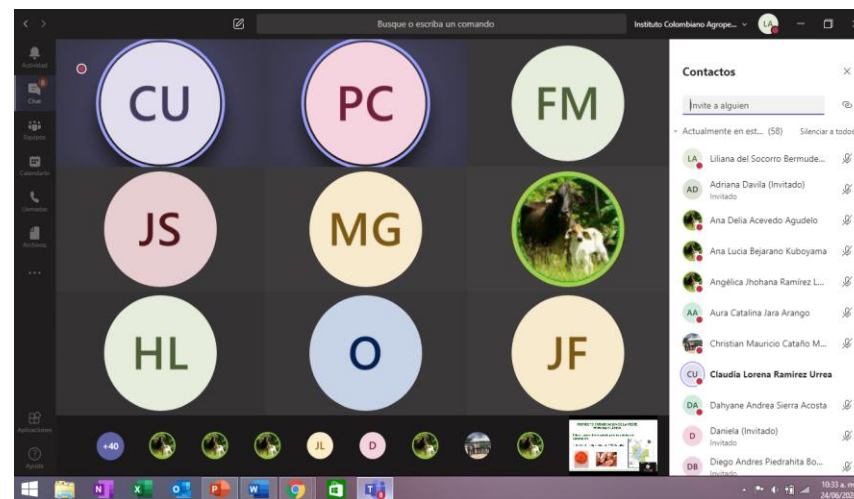 Busque o escriba un comando
Instituto Colombiano Agrope...
LA
Actividad
8
Chat
Equipos
Calendario
Llamadas
Archivos
Aplicaciones
Ayuda
CU
PC
FM
JS
MG
HL
O
JF
+40
JL
D
Contactos
Invite a alguien
Actualmente en est... (58)
Silenciar a todos
LA Liliana del Socorro Bermude...
AD Adriana Davila (Invitado)
Invitado
Ana Delia Acevedo Agudelo
Ana Lucia Bejarano Kuboyama
Angélica Jhohana Ramírez L...
AA Aura Catalina Jara Arango
Christian Mauricio Cataño M...
CU Claudia Lorena Ramirez Urrea
DA Dahyane Andrea Sierra Acosta
D Daniela (Invitado)
Invitado
DB Diego Andres Piedrahita Bo...
Invitado
10:33 a. m.